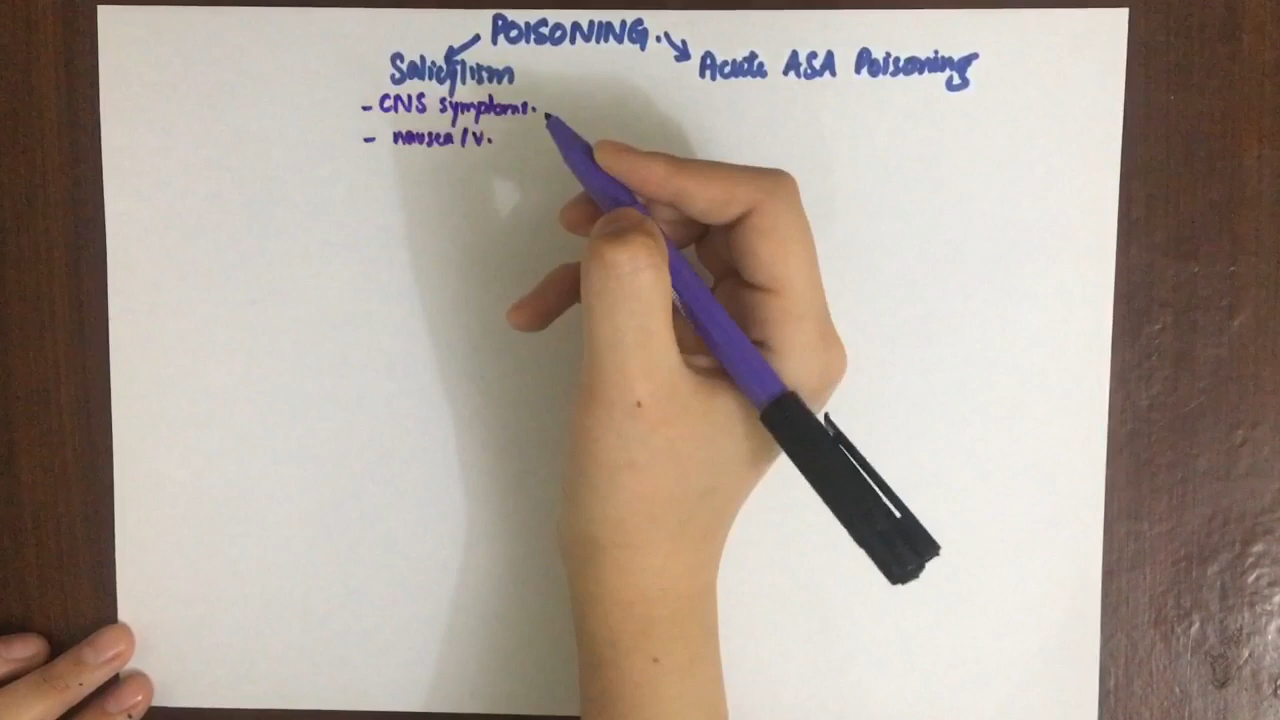 POISONING.
Salicylism
Acute ASA Poisoning
- CNS symptoms.
- nausea/v.